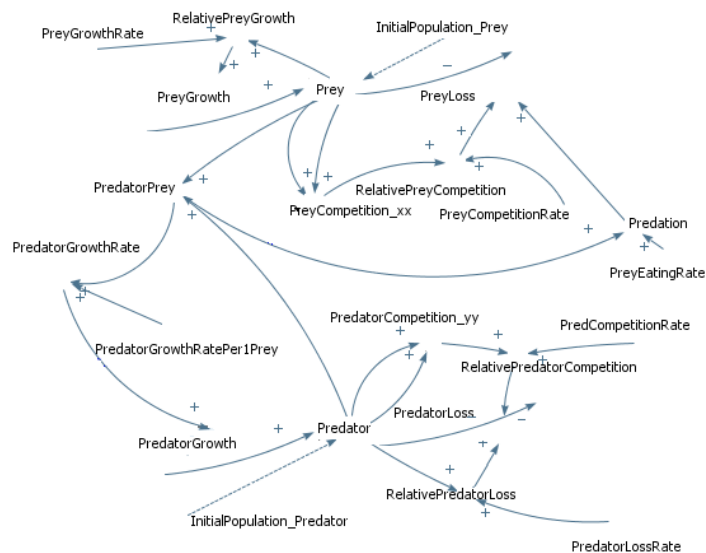 RelativePreyGrowth
PreyGrowthRate
InitialPopulation_Prey
+
+
+
−
PreyGrowth
+
Prey
PreyLoss
+
+
+
+
+
+
PredatorPrey
+
RelativePreyCompetition
PreyCompetition_xx
PreyCompetitionRate
+
+
Predation
PredatorGrowthRate
+
PreyEatingRate
+
+
PredatorCompetition_yy
PredCompetitionRate
+
+
PredatorGrowthRatePer1Prey
+
+
RelativePredatorCompetition
+
PredatorLoss
−
PredatorGrowth
+
Predator
+
+
RelativePredatorLoss
+
InitialPopulation_Predator
PredatorLossRate